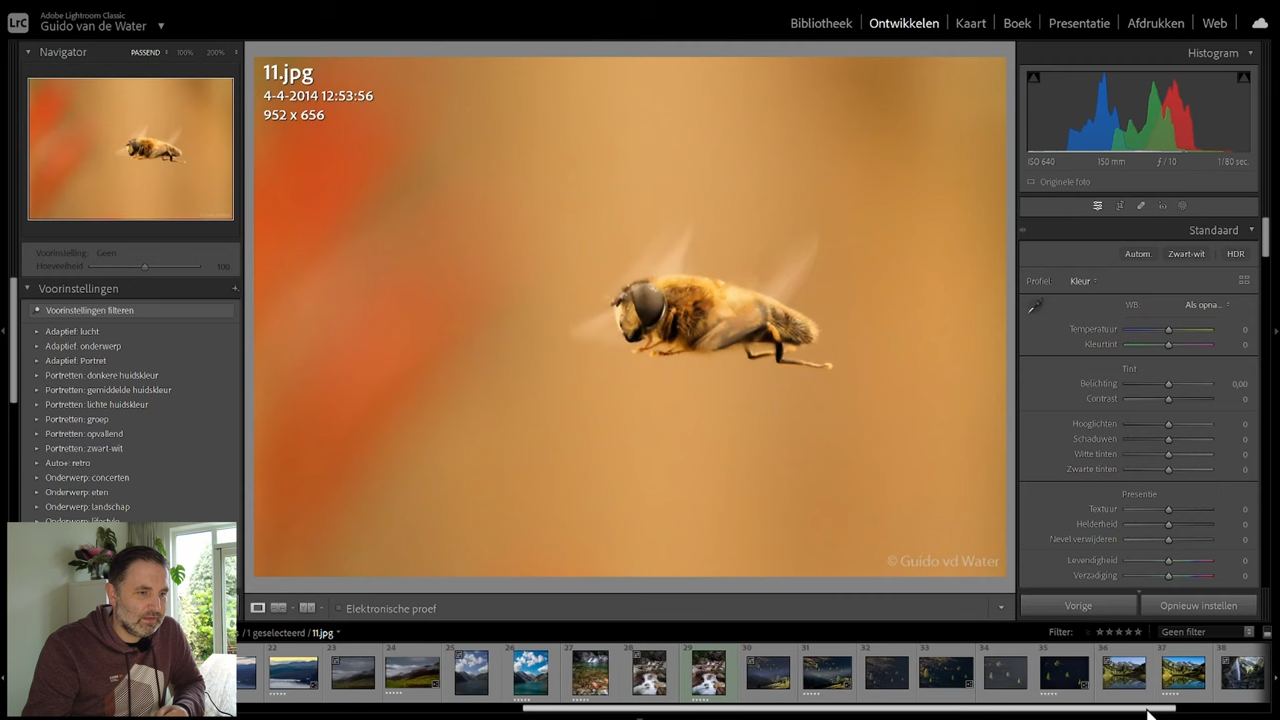 LrC
Adobe Lightroom Classic
Guido van de Water
Bibliotheek
Ontwikkelen
Kaart
Boek
Presentatie
Afdrukken
Web
Navigator
PASSEND
100%
200%
Voorinstelling: Geen
Hoeveelheid 100
Voorinstellingen +
Voorinstellingen filteren
Adaptief: lucht
Adaptief: onderwerp
Adaptief: Portret
Portretten: donkere huidskleur
Portretten: gemiddelde huidskleur
Portretten: lichte huidskleur
Portretten: groep
Portretten: opvallend
Portretten: zwart-wit
Auto+: retro
Onderwerp: concerten
Onderwerp: eten
Onderwerp: landschap
Onderwerp: lifestyle
11.jpg
4-4-2014 12:53:56
952 x 656
© Guido vd Water
Histogram
ISO 640 150 mm ƒ / 10 1/80 sec.
Originele foto
Standaard
Autom. Zwart-wit HDR
Profiel: Kleur
WB: Als opna...
Temperatuur 0
Kleurtint 0
Tint
Belichting 0,00
Contrast 0
Hooglichten 0
Schaduwen 0
Witte tinten 0
Zwarte tinten 0
Presentie
Textuur 0
Helderheid 0
Nevel verwijderen 0
Levendigheid 0
Verzadiging 0
Vorige
Opnieuw instellen
Elektronische proef
/ 1 geselecteerd / 11.jpg
Filter:
Geen filter
22 23 24 25 26 27 28 29 30 31 32 33 34 35 36 37 38